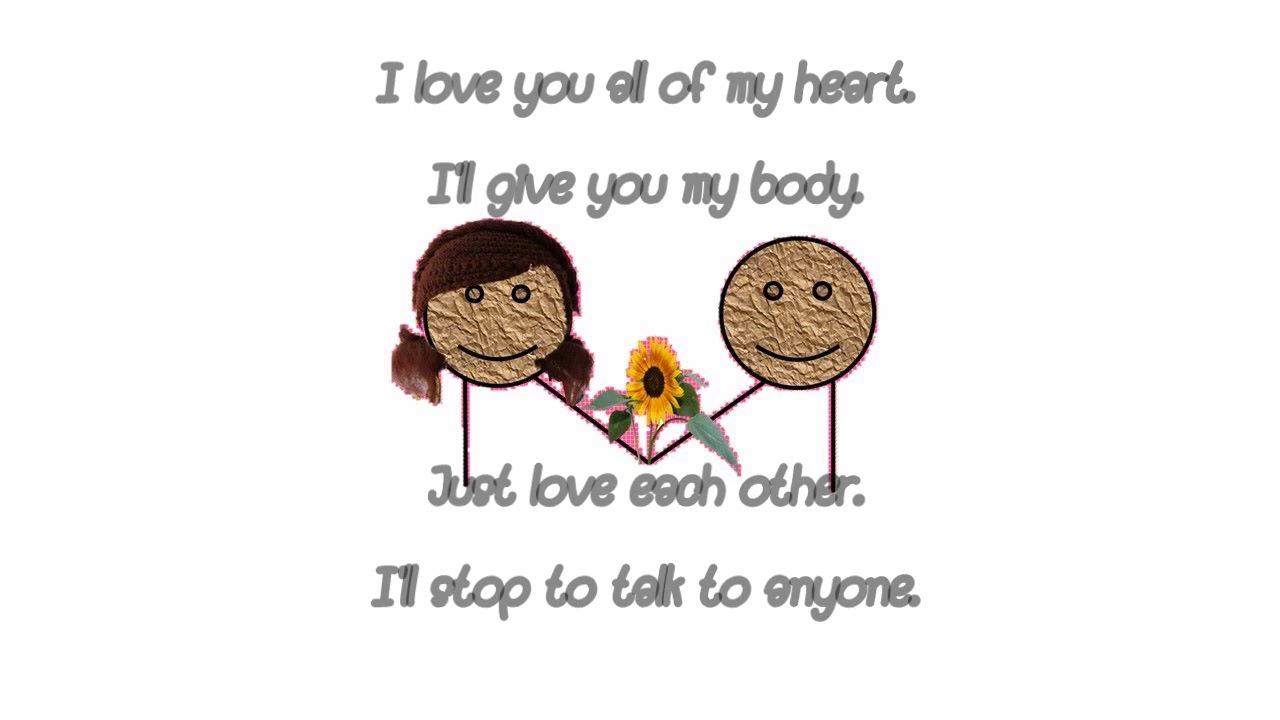 I love you all of my heart.
I'll give you my body.
Just love each other.
I'll stop to talk to anyone.